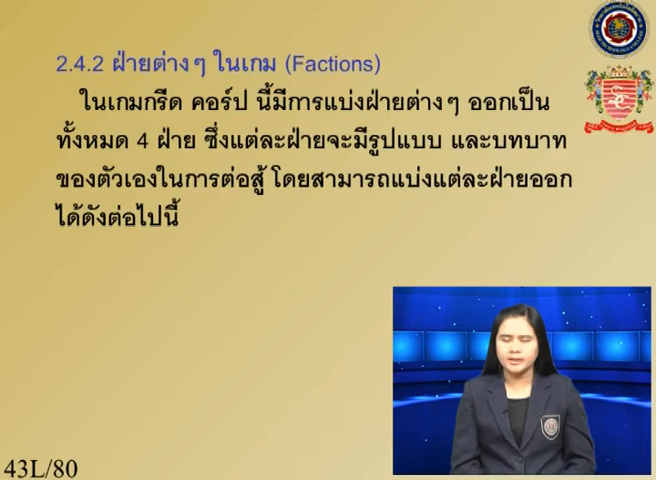 2.4.2 ฝ่ายต่างๆ ในเกม (Factions)
ในเกมกรีด คอร์ป นี้มีการแบ่งฝ่ายต่างๆ ออกเป็น
ทั้งหมด 4 ฝ่าย ซึ่งแต่ละฝ่ายจะมีรูปแบบ และบทบาท
ของตัวเองในการต่อสู้ โดยสามารถแบ่งแต่ละฝ่ายออก
ได้ดังต่อไปนี้
43L/80